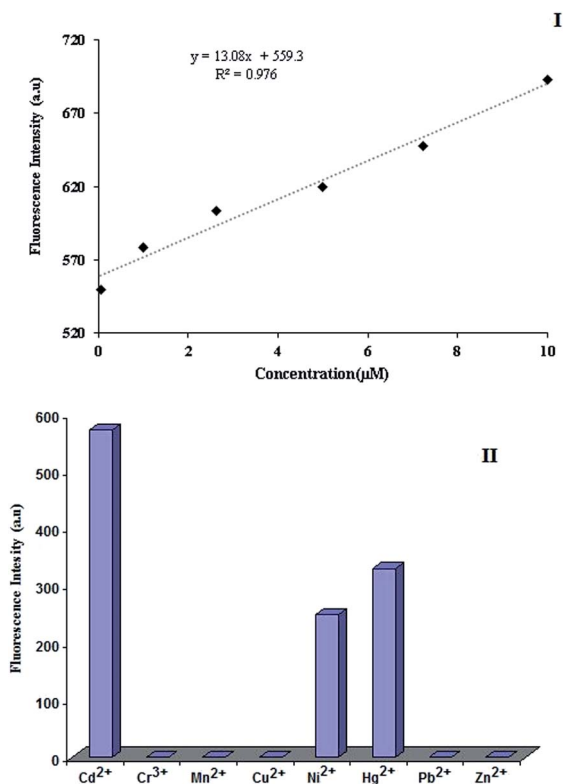 I
720
670
620
570
520
y = 13.08x + 559.3
R² = 0.976
Fluorescence Intensity (a.u)
0 2 4 6 8 10
Concentration(µM)
II
600
500
400
300
200
100
0
Fluorescence Intesity (a.u)
Cd²⁺ Cr³⁺ Mn²⁺ Cu²⁺ Ni²⁺ Hg²⁺ Pb²⁺ Zn²⁺